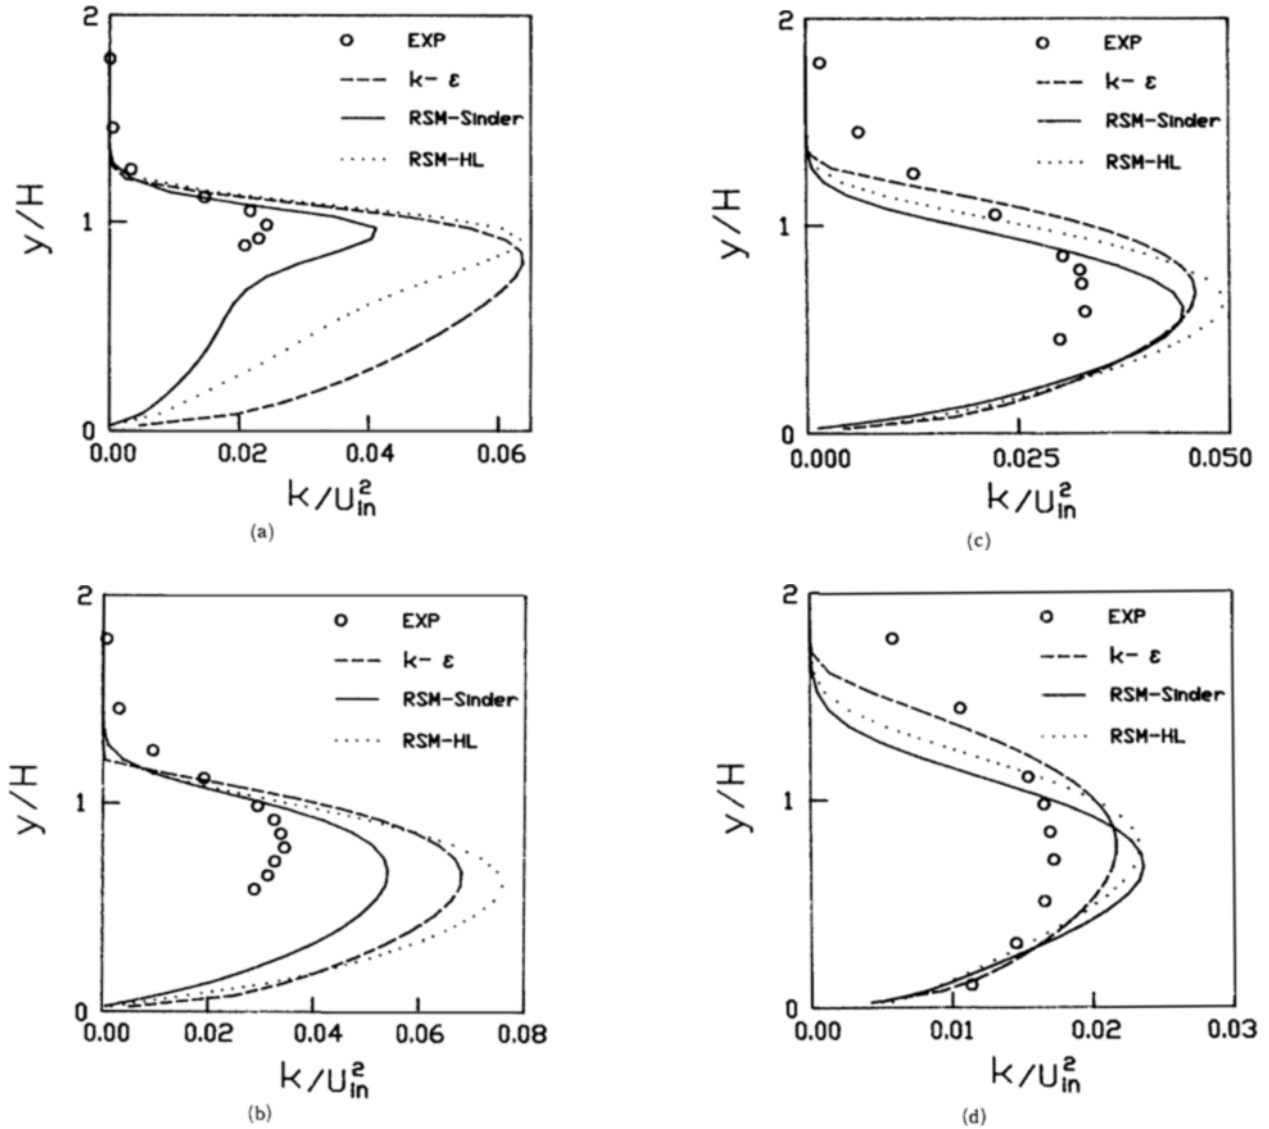 2
EXP
k- ε
RSM-Sinder
RSM-HL
y/H
1
0
0.00 0.02 0.04 0.06
k/U²in
(a)
2
EXP
k- ε
RSM-Sinder
RSM-HL
y/H
1
0
0.000 0.025 0.050
k/U²in
(c)
2
EXP
k- ε
RSM-Sinder
RSM-HL
y/H
1
0
0.00 0.02 0.04 0.06 0.08
k/U²in
(b)
2
EXP
k- ε
RSM-Sinder
RSM-HL
y/H
1
0
0.00 0.01 0.02 0.03
k/U²in
(d)